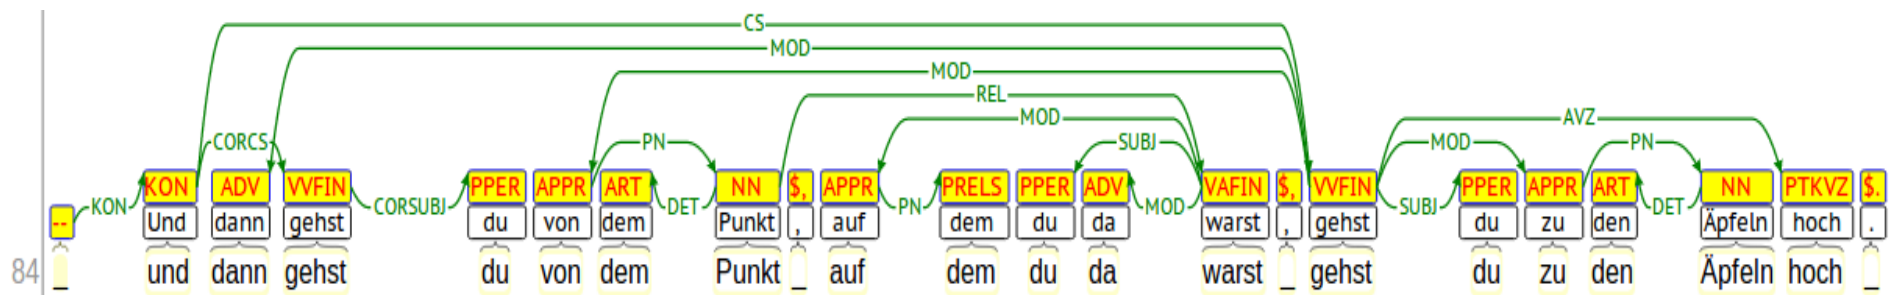 CS
MOD
MOD
REL
MOD AVZ
CORCS PN SUBJ MOD PN
KON ADV VVFIN PPER APPR ART NN $, APPR PRELS PPER ADV VAFIN $, VVFIN PPER APPR ART NN PTKVZ $.
-- KON CORSUBJ DET PN MOD SUBJ DET
Und dann gehst du von dem Punkt , auf dem du da warst , gehst du zu den Äpfeln hoch .
84 _ und dann gehst du von dem Punkt _ auf dem du da warst _ gehst du zu den Äpfeln hoch _